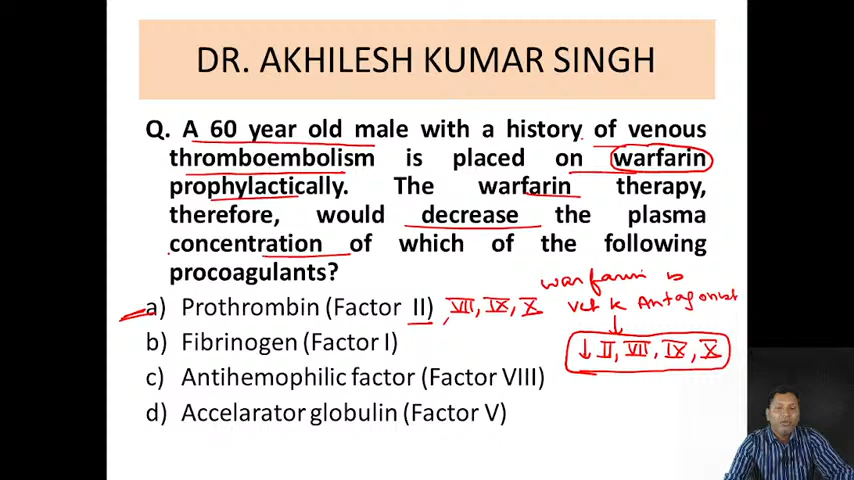 DR. AKHILESH KUMAR SINGH
Q. A 60 year old male with a history of venous
thromboembolism is placed on warfarin
prophylactically. The warfarin therapy,
therefore, would decrease the plasma
concentration of which of the following
procoagulants?
warfarin is
a) Prothrombin (Factor II), VII, IX, X
vit K Antagonist
b) Fibrinogen (Factor I)
↓ II, VII, IX, X
c) Antihemophilic factor (Factor VIII)
d) Accelarator globulin (Factor V)